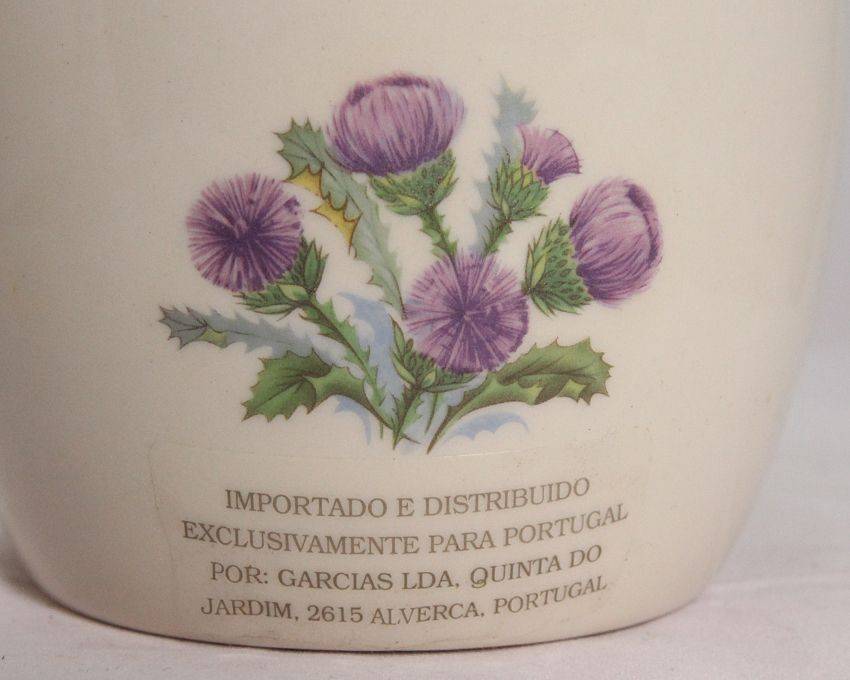 IMPORTADO E DISTRIBUIDO
EXCLUSIVAMENTE PARA PORTUGAL
POR: GARCIAS LDA, QUINTA DO
JARDIM, 2615 ALVERCA, PORTUGAL